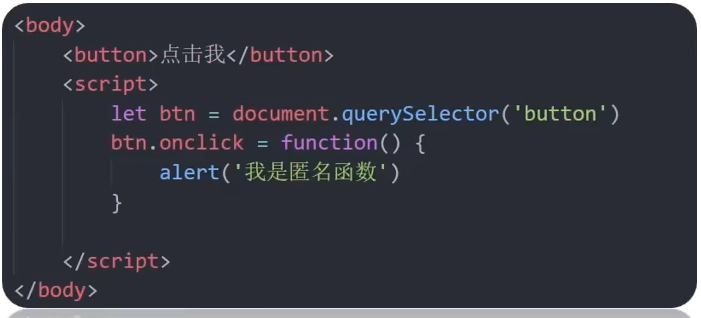 <body>
<button>点击我</button>
<script>
let btn = document.querySelector('button')
btn.onclick = function() {
alert('我是匿名函数')
}
</script>
</body>